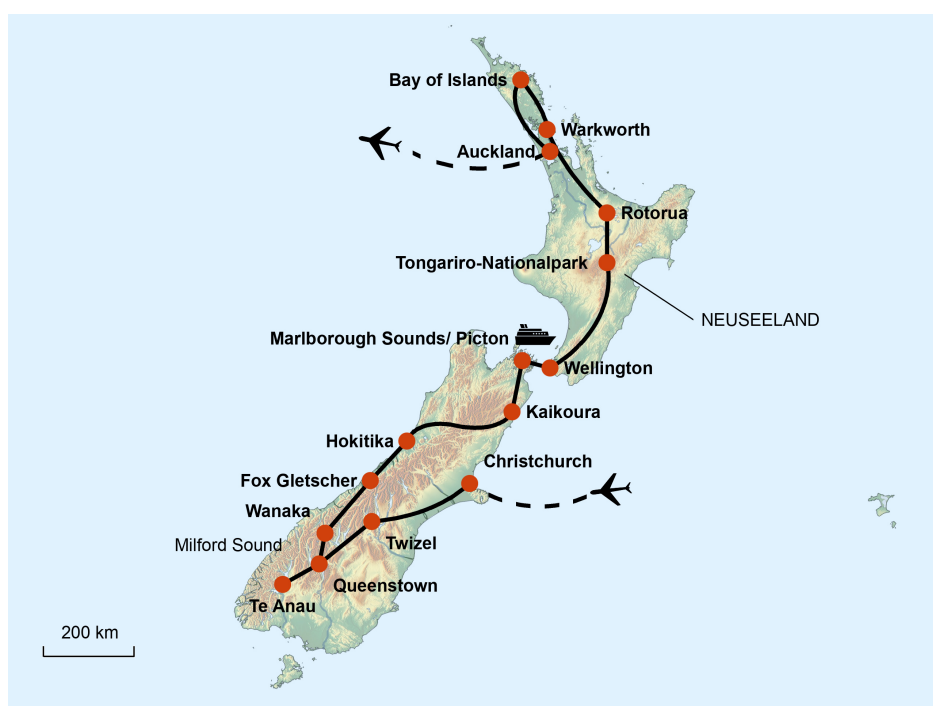 Bay of Islands
Warkworth
Auckland
Rotorua
Tongariro-Nationalpark
NEUSEELAND
Marlborough Sounds/ Picton
Wellington
Kaikoura
Hokitika
Christchurch
Fox Gletscher
Wanaka
Milford Sound
Twizel
Queenstown
Te Anau
200 km